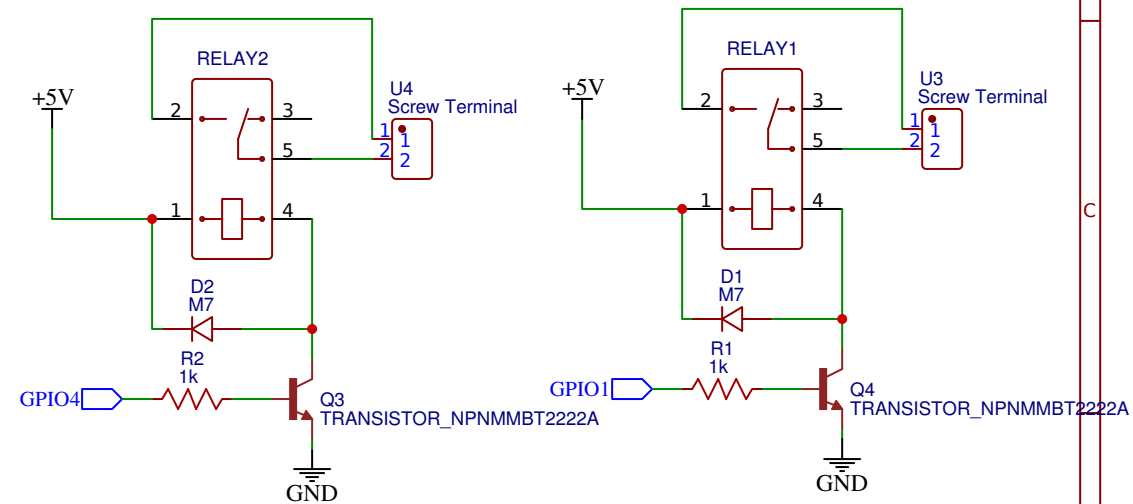 RELAY2
+5V
2
3
5
1
4
U4
Screw Terminal
1
1
2
2
D2
M7
R2
1k
GPIO4
Q3
TRANSISTOR_NPNMMBT2222A
GND
RELAY1
+5V
2
3
5
1
4
U3
Screw Terminal
1
1
2
2
D1
M7
R1
1k
GPIO1
Q4
TRANSISTOR_NPNMMBT2222A
GND
C